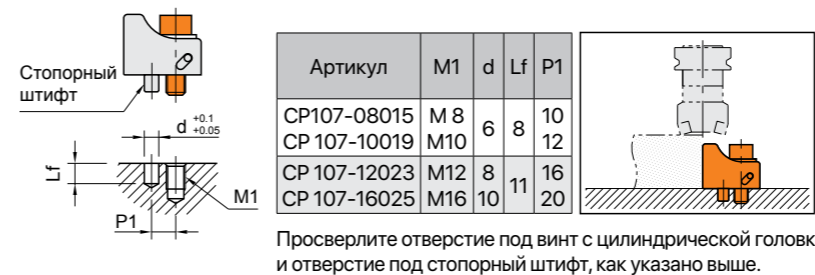 Стопорный
штифт
d +0.1
+0.05
Lf
M1
P1
Артикул M1 d Lf P1
CP107-08015 M 8 6 8 10
CP 107-10019 M10 12
CP 107-12023 M12 8 11 16
CP 107-16025 M16 10 20
Просверлите отверстие под винт с цилиндрической головк
и отверстие под стопорный штифт, как указано выше.